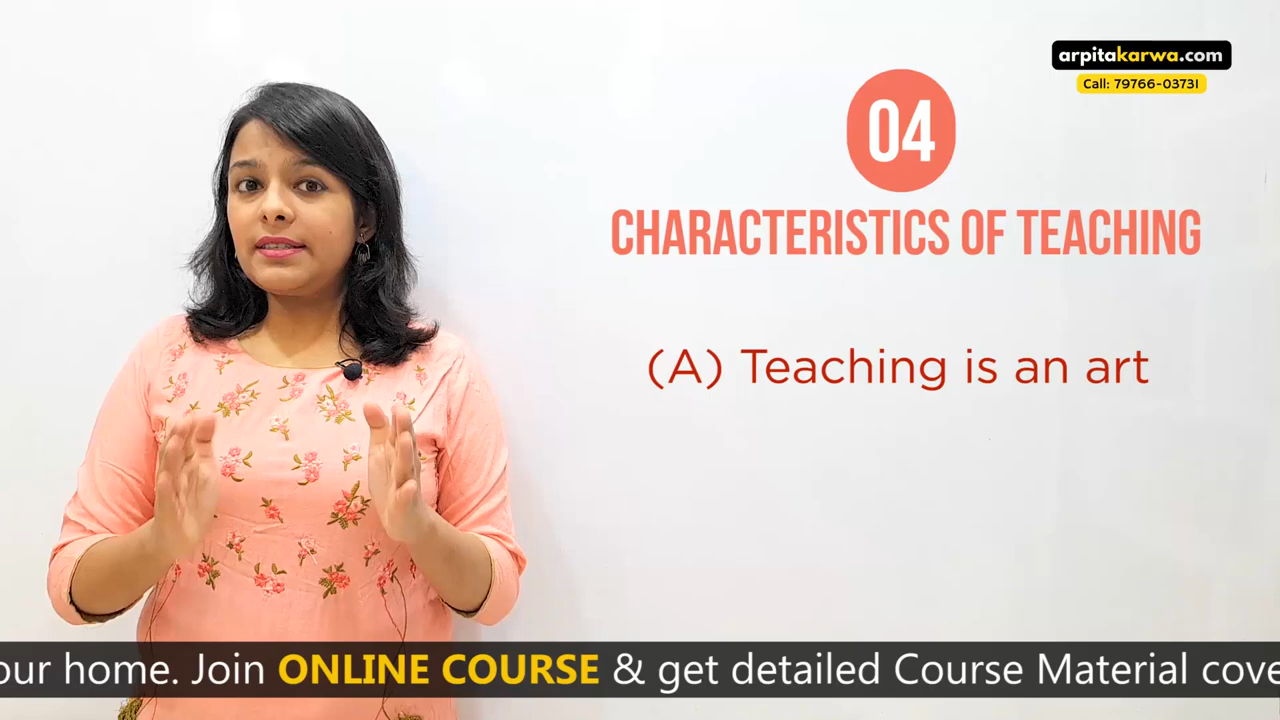 arpitakarwa.com
Call: 79766-03731
04
CHARACTERISTICS OF TEACHING
(A) Teaching is an art
our home. Join ONLINE COURSE & get detailed Course Material cove